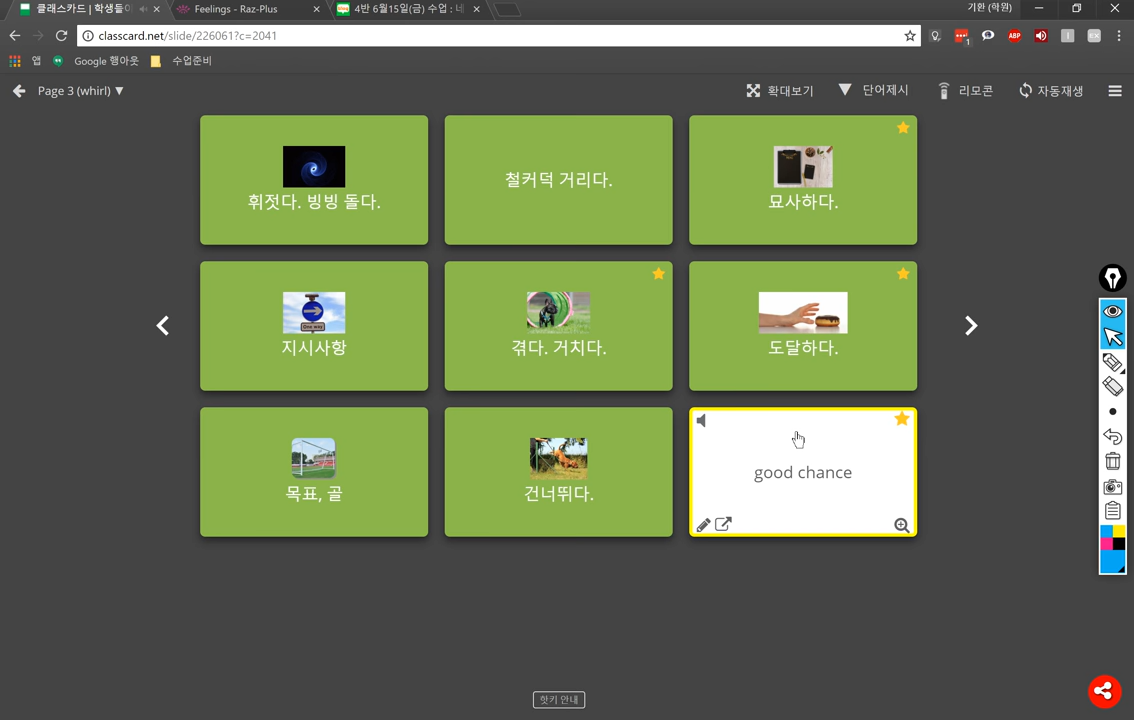 클래스카드 | 학생들이
Feelings - Raz-Plus
4반 6월15일(금) 수업 : 네
기환 (학원)
classcard.net/slide/226061?c=2041
1
ABP
앱
Google 행아웃
수업준비
Page 3 (whirl) ▼
확대보기
단어제시
리모콘
자동재생
휘젓다. 빙빙 돌다.
철커덕 거리다.
묘사하다.
One way
지시사항
겪다. 거치다.
도달하다.
목표, 골
건너뛰다.
good chance
핫키 안내